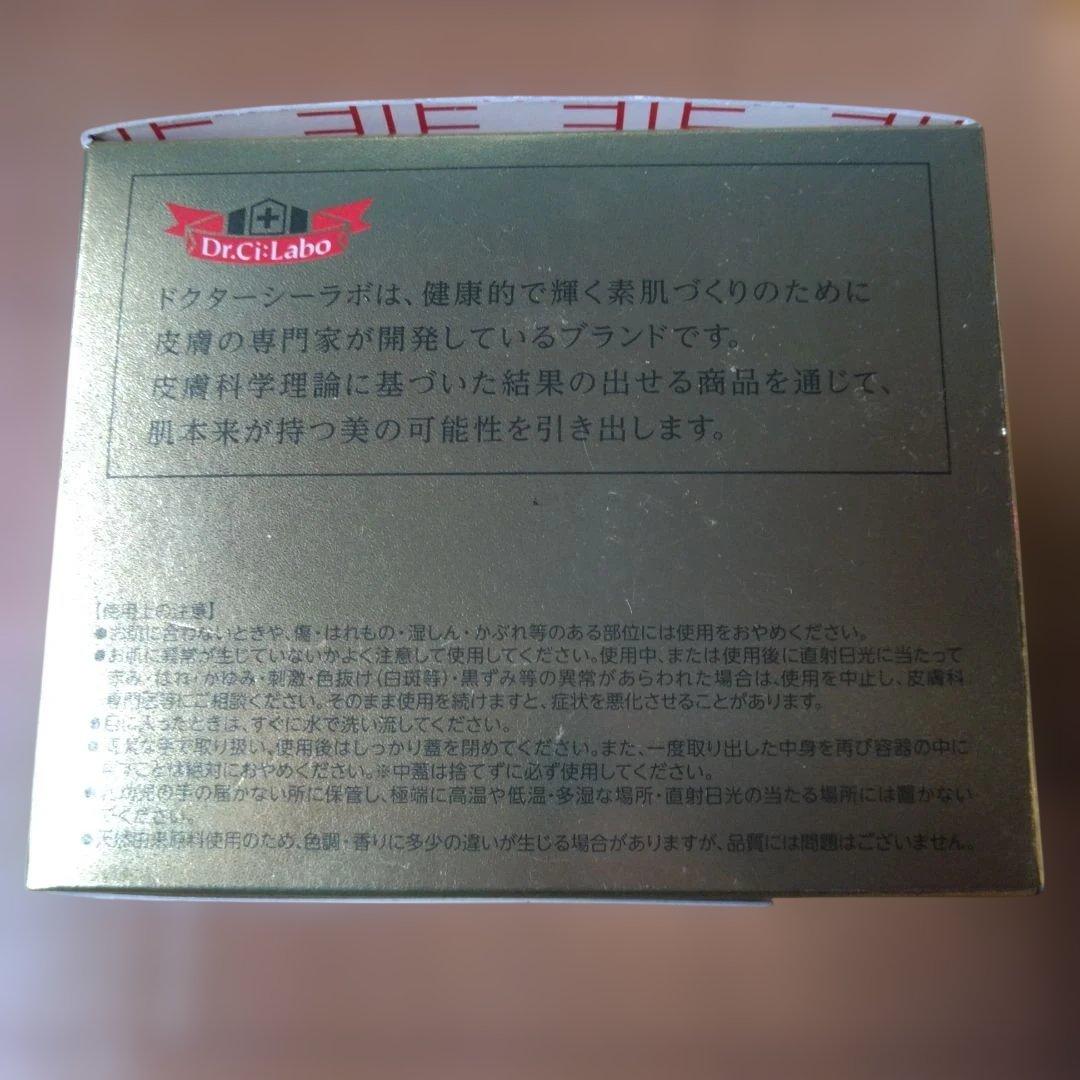 Dr.Ci:Labo
ドクターシーラボは、健康的で輝く素肌づくりのために
皮膚の専門家が開発しているブランドです。
皮膚科学理論に基づいた結果の出せる商品を通じて、
肌本来が持つ美の可能性を引き出します。
【使用上の注意】
●お肌に合わないときや、傷・はれもの・湿しん・かぶれ等のある部位には使用をおやめください。
●お肌に異常が生じていないかよく注意して使用してください。使用中、または使用後に直射日光に当たって
赤み・はれ・かゆみ・刺激・色抜け(白斑等)・黒ずみ等の異常があらわれた場合は、使用を中止し、皮膚科
専門医等にご相談ください。そのまま使用を続けますと、症状を悪化させることがあります。
●目に入ったときは、すぐに水で洗い流してください。
●清潔な手で取り扱い、使用後はしっかり蓋を閉めてください。また、一度取り出した中身を再び容器の中に
戻すことは絶対におやめください。※中蓋は捨てずに必ず使用してください。
●乳幼児の手の届かない所に保管し、極端に高温や低温・多湿な場所・直射日光の当たる場所には置かない
でください。
●天然由来原料使用のため、色調・香りに多少の違いが生じる場合がありますが、品質には問題はございません。